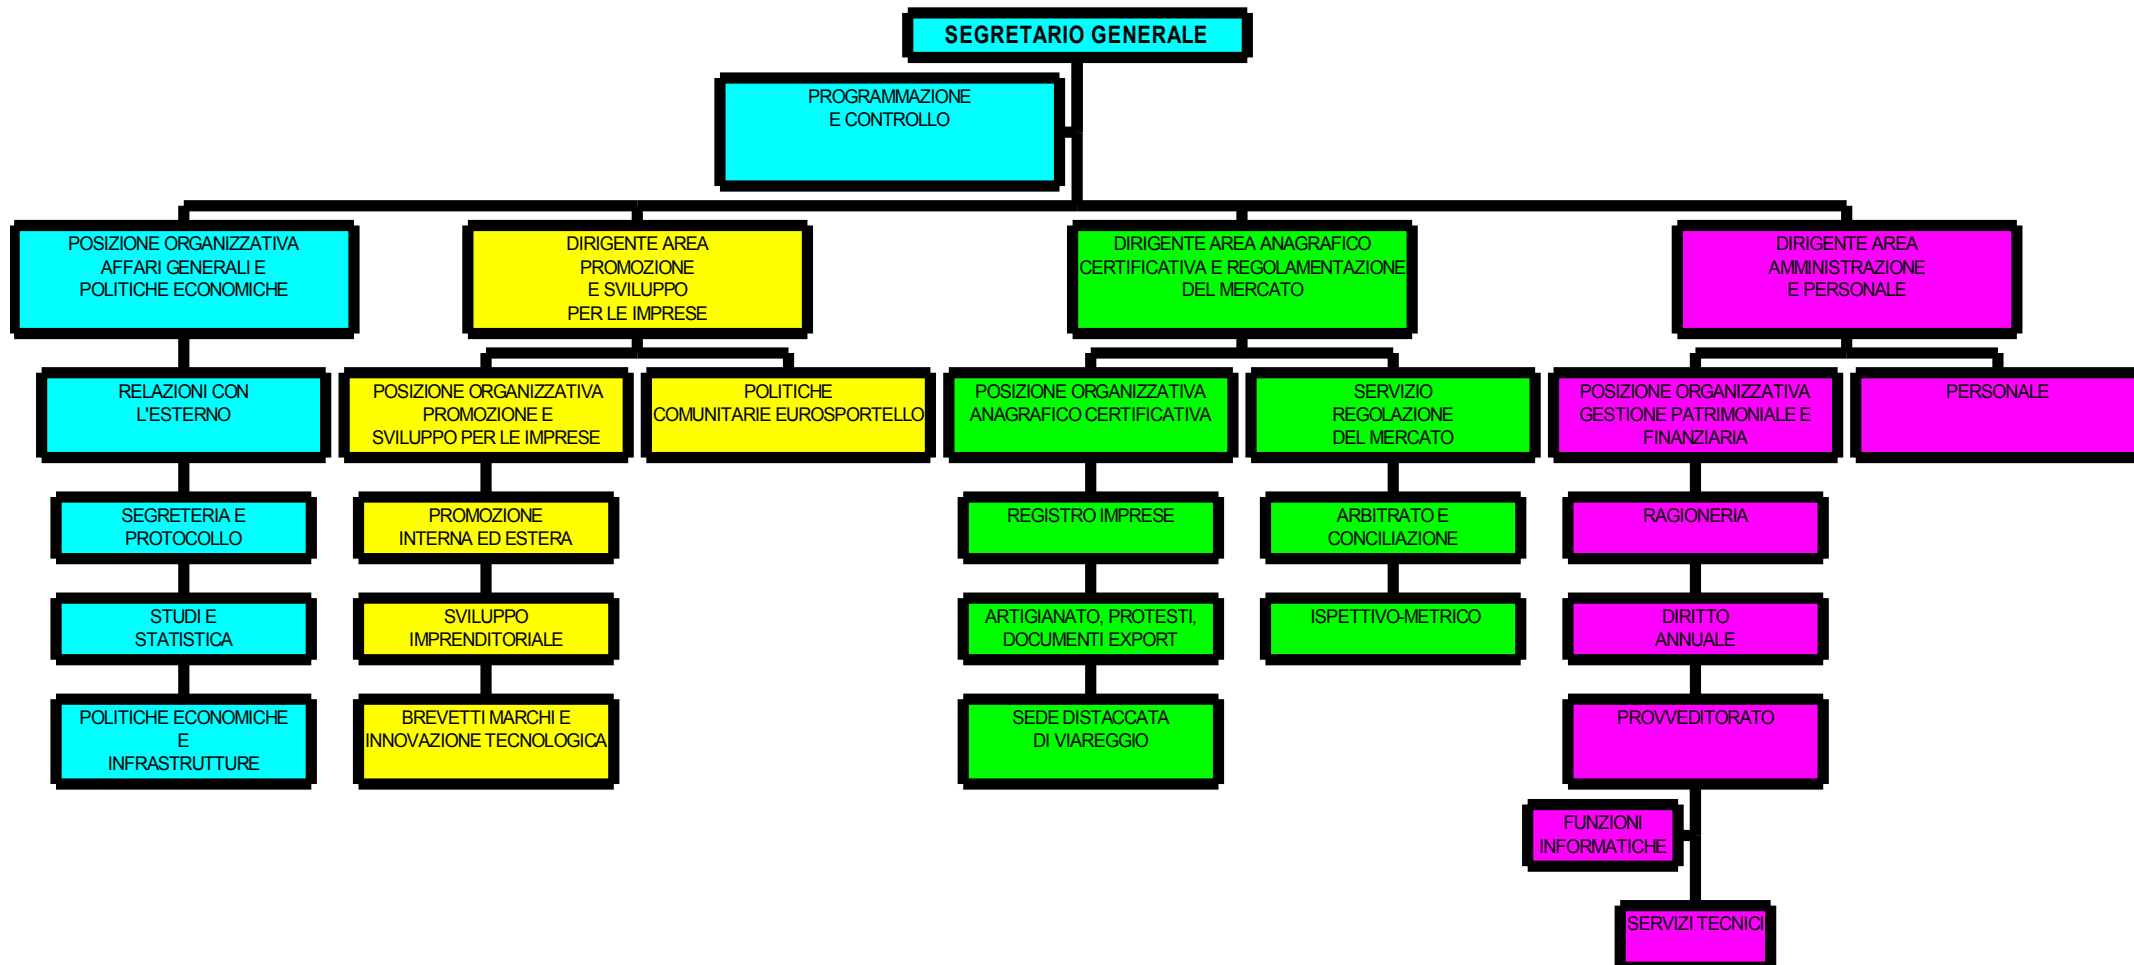 SEGRETARIO GENERALE
PROGRAMMAZIONE
E CONTROLLO
POSIZIONE ORGANIZZATIVA
AFFARI GENERALI E
POLITICHE ECONOMICHE
DIRIGENTE AREA
PROMOZIONE
E SVILUPPO
PER LE IMPRESE
DIRIGENTE AREA ANAGRAFICO
CERTIFICATIVA E REGOLAMENTAZIONE
DEL MERCATO
DIRIGENTE AREA
AMMINISTRAZIONE
E PERSONALE
RELAZIONI CON
L'ESTERNO
POSIZIONE ORGANIZZATIVA
PROMOZIONE E
SVILUPPO PER LE IMPRESE
POLITICHE
COMUNITARIE EUROSPORTELLO
POSIZIONE ORGANIZZATIVA
ANAGRAFICO CERTIFICATIVA
SERVIZIO
REGOLAZIONE
DEL MERCATO
POSIZIONE ORGANIZZATIVA
GESTIONE PATRIMONIALE E
FINANZIARIA
PERSONALE
SEGRETERIA E
PROTOCOLLO
PROMOZIONE
INTERNA ED ESTERA
REGISTRO IMPRESE
ARBITRATO E
CONCILIAZIONE
RAGIONERIA
STUDI E
STATISTICA
SVILUPPO
IMPRENDITORIALE
ARTIGIANATO, PROTESTI,
DOCUMENTI EXPORT
ISPETTIVO-METRICO
DIRITTO
ANNUALE
POLITICHE ECONOMICHE
E
INFRASTRUTTURE
BREVETTI MARCHI E
INNOVAZIONE TECNOLOGICA
SEDE DISTACCATA
DI VIAREGGIO
PROVVEDITORATO
FUNZIONI
INFORMATICHE
SERVIZI TECNICI